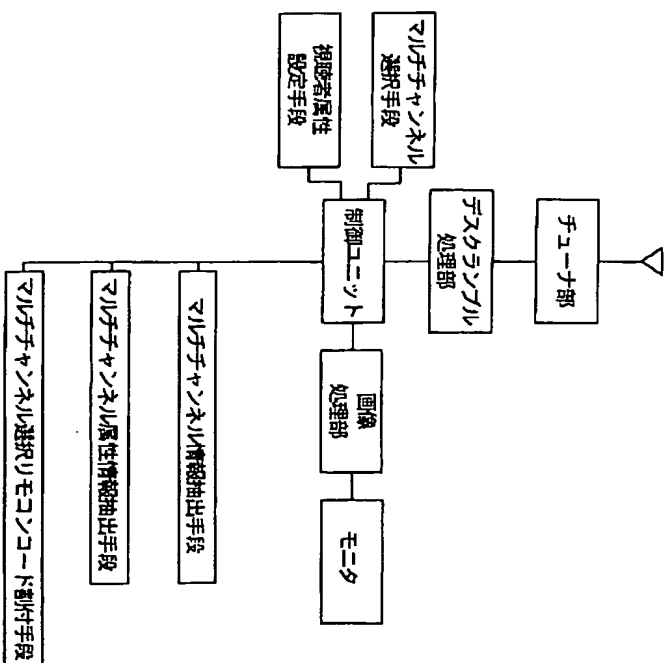 チューナ部
デスクランブル
処理部
マルチチャンネル
選択手段
視聴者属性
設定手段
制御ユニット
画像
処理部
モニタ
マルチチャンネル情報抽出手段
マルチチャンネル属性情報抽出手段
マルチチャンネル選択リモコンコード割付手段